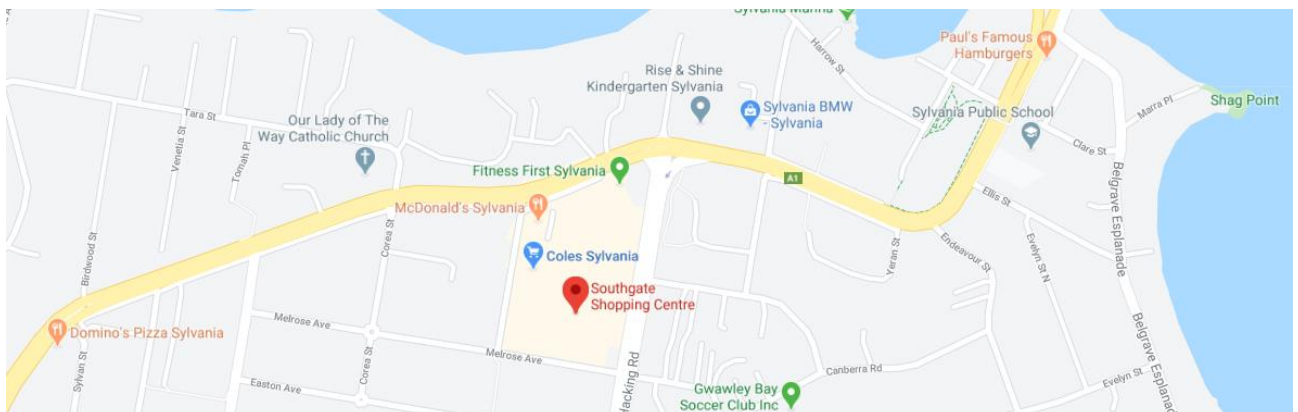 Sylvania Marina
Paul's Famous
Hamburgers
Harrow St
Rise & Shine
Kindergarten Sylvania
Sylvania BMW
- Sylvania
Sylvania Public School
Marra Pl
Shag Point
Tara St
Our Lady of The
Way Catholic Church
Venetia St
Tomah Pl
Clare St
Fitness First Sylvania
A1
Belgrave Esplanade
Ellis St
McDonald's Sylvania
Birdwood St
Corea St
Coles Sylvania
Yeran St
Endeavour St
Evelyn St N
Southgate
Shopping Centre
Domino's Pizza Sylvania
Melrose Ave
Melrose Ave
Sylvan St
Corea St
Easton Ave
Hacking Rd
Canberra Rd
Gwawley Bay
Soccer Club Inc
Evelyn St
Belgrave Esplanade